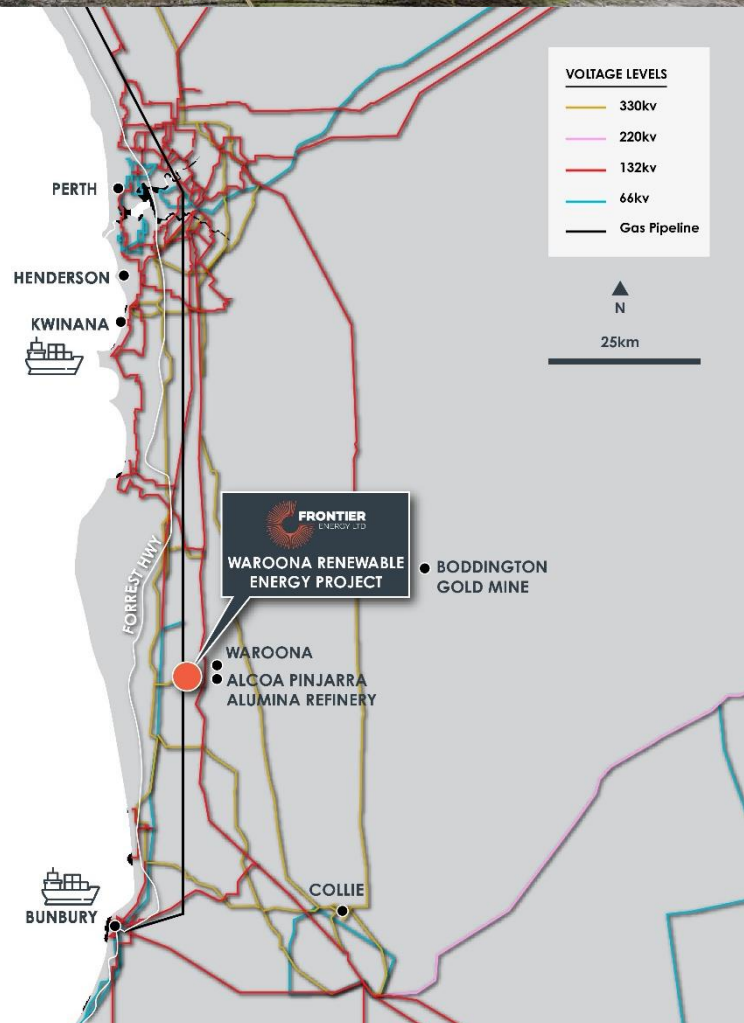 VOLTAGE LEVELS
330kv
220kv
132kv
66kv
Gas Pipeline
N
25km
PERTH
HENDERSON
KWINANA
FRONTIER
ENERGY LTD
WAROONA RENEWABLE
ENERGY PROJECT
BODDINGTON
GOLD MINE
FORREST HWY
WAROONA
ALCOA PINJARRA
ALUMINA REFINERY
COLLIE
BUNBURY